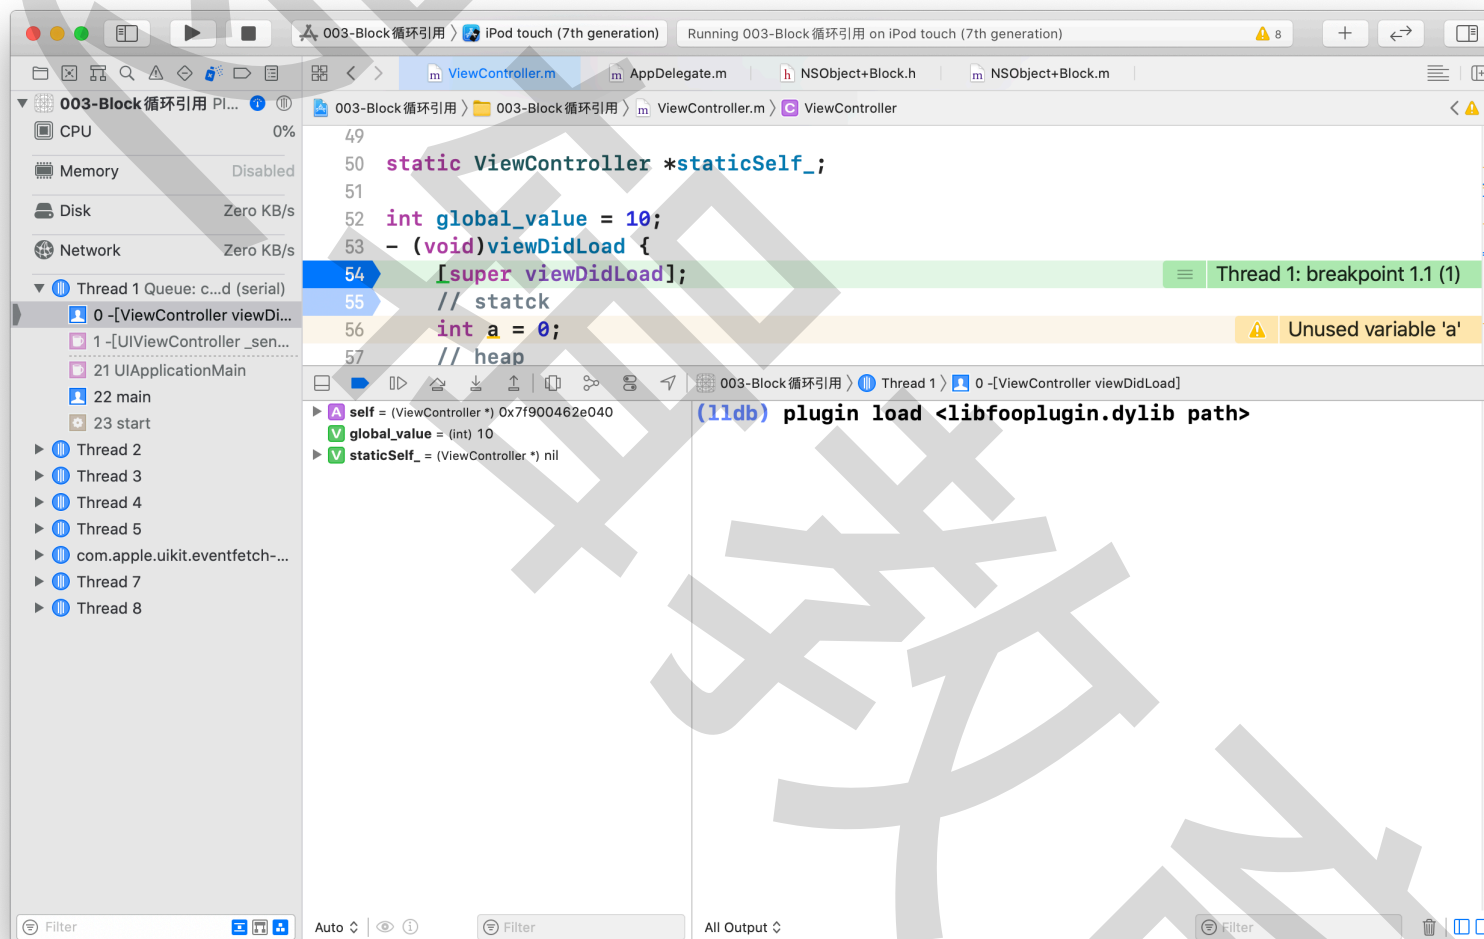 003-Block循环引用 〉 iPod touch (7th generation)
Running 003-Block循环引用 on iPod touch (7th generation)
8
ViewController.m
AppDelegate.m
NSObject+Block.h
NSObject+Block.m
003-Block循环引用 PI...
003-Block循环引用 〉 003-Block循环引用 〉 ViewController.m 〉 ViewController
CPU 0%
Memory Disabled
Disk Zero KB/s
Network Zero KB/s
Thread 1 Queue: c...d (serial)
0 -[ViewController viewDi...
1 -[UIViewController _sen...
21 UIApplicationMain
22 main
23 start
Thread 2
Thread 3
Thread 4
Thread 5
com.apple.uikit.eventfetch-...
Thread 7
Thread 8
Filter
49
50 static ViewController *staticSelf_;
51
52 int global_value = 10;
53 - (void)viewDidLoad {
54 [super viewDidLoad];
Thread 1: breakpoint 1.1 (1)
55 // statck
56 int a = 0;
Unused variable 'a'
57 // heap
003-Block循环引用 〉 Thread 1 〉 0 -[ViewController viewDidLoad]
A self = (ViewController *) 0x7f900462e040
V global_value = (int) 10
V staticSelf_ = (ViewController *) nil
(lldb) plugin load <libfooplugin.dylib path>
Auto
Filter
All Output
Filter